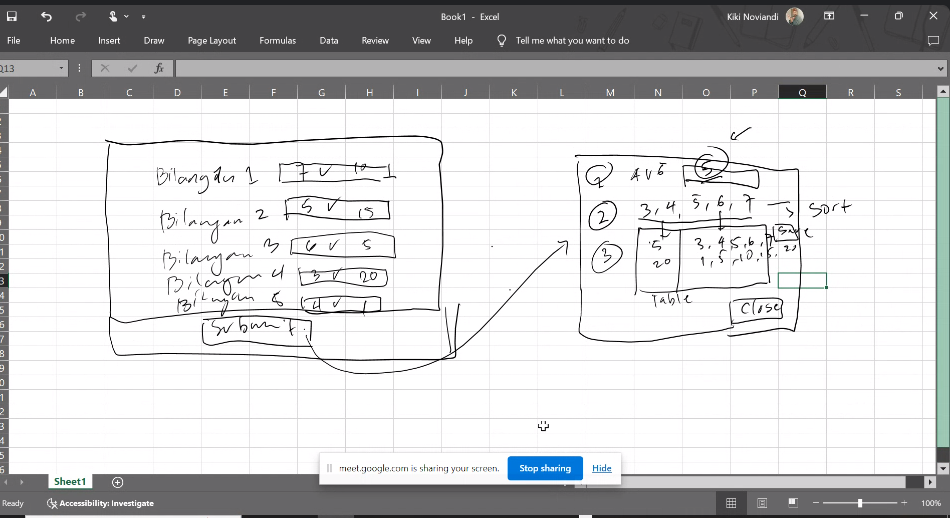 Book1 - Excel
Kiki Noviandi
File Home Insert Draw Page Layout Formulas Data Review View Help Tell me what you want to do
Q13
fx
A B C D E F G H I J K L M N O P Q R S
Bilangan 1 7 v 10
Bilangan 2 5 v 15
Bilangan 3 6 v 5
Bilangan 4 3 v 20
Bilangan 5 4 v 1
Submit
1 AVG 5
2 3, 4, 5, 6, 7 → Sort
Save
3 5 3, 4, 5, 6, 7
20 1, 5, 10, 15, 20
Table
Close
meet.google.com is sharing your screen. Stop sharing Hide
Sheet1
Ready Accessibility: Investigate 100%